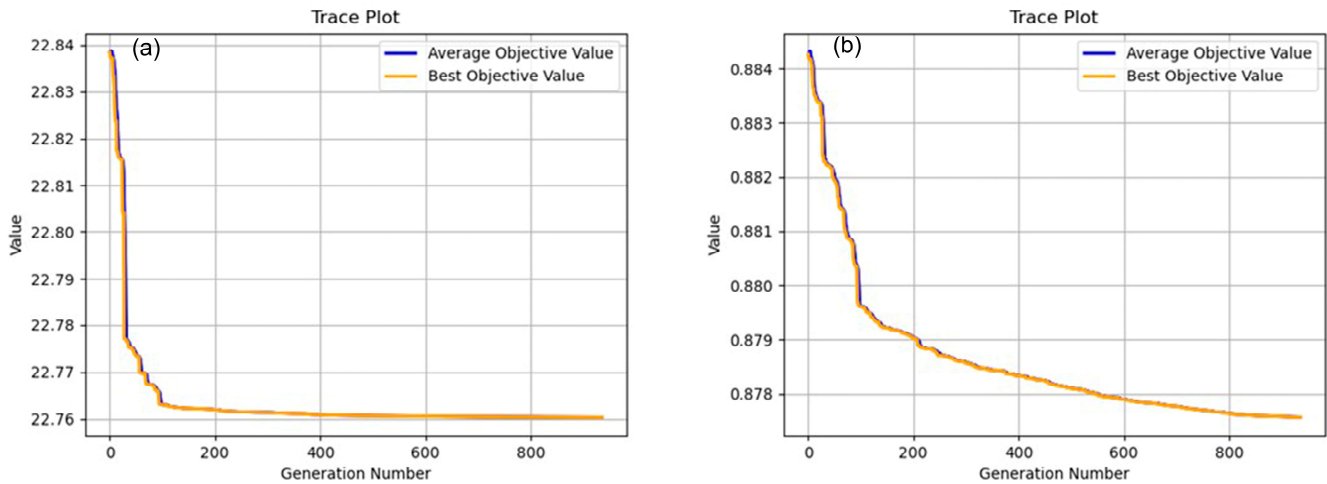 Trace Plot
(a)
Average Objective Value
Best Objective Value
22.84
22.83
22.82
22.81
22.80
22.79
22.78
22.77
22.76
Value
0 200 400 600 800
Generation Number
Trace Plot
(b)
Average Objective Value
Best Objective Value
0.884
0.883
0.882
0.881
0.880
0.879
0.878
Value
0 200 400 600 800
Generation Number